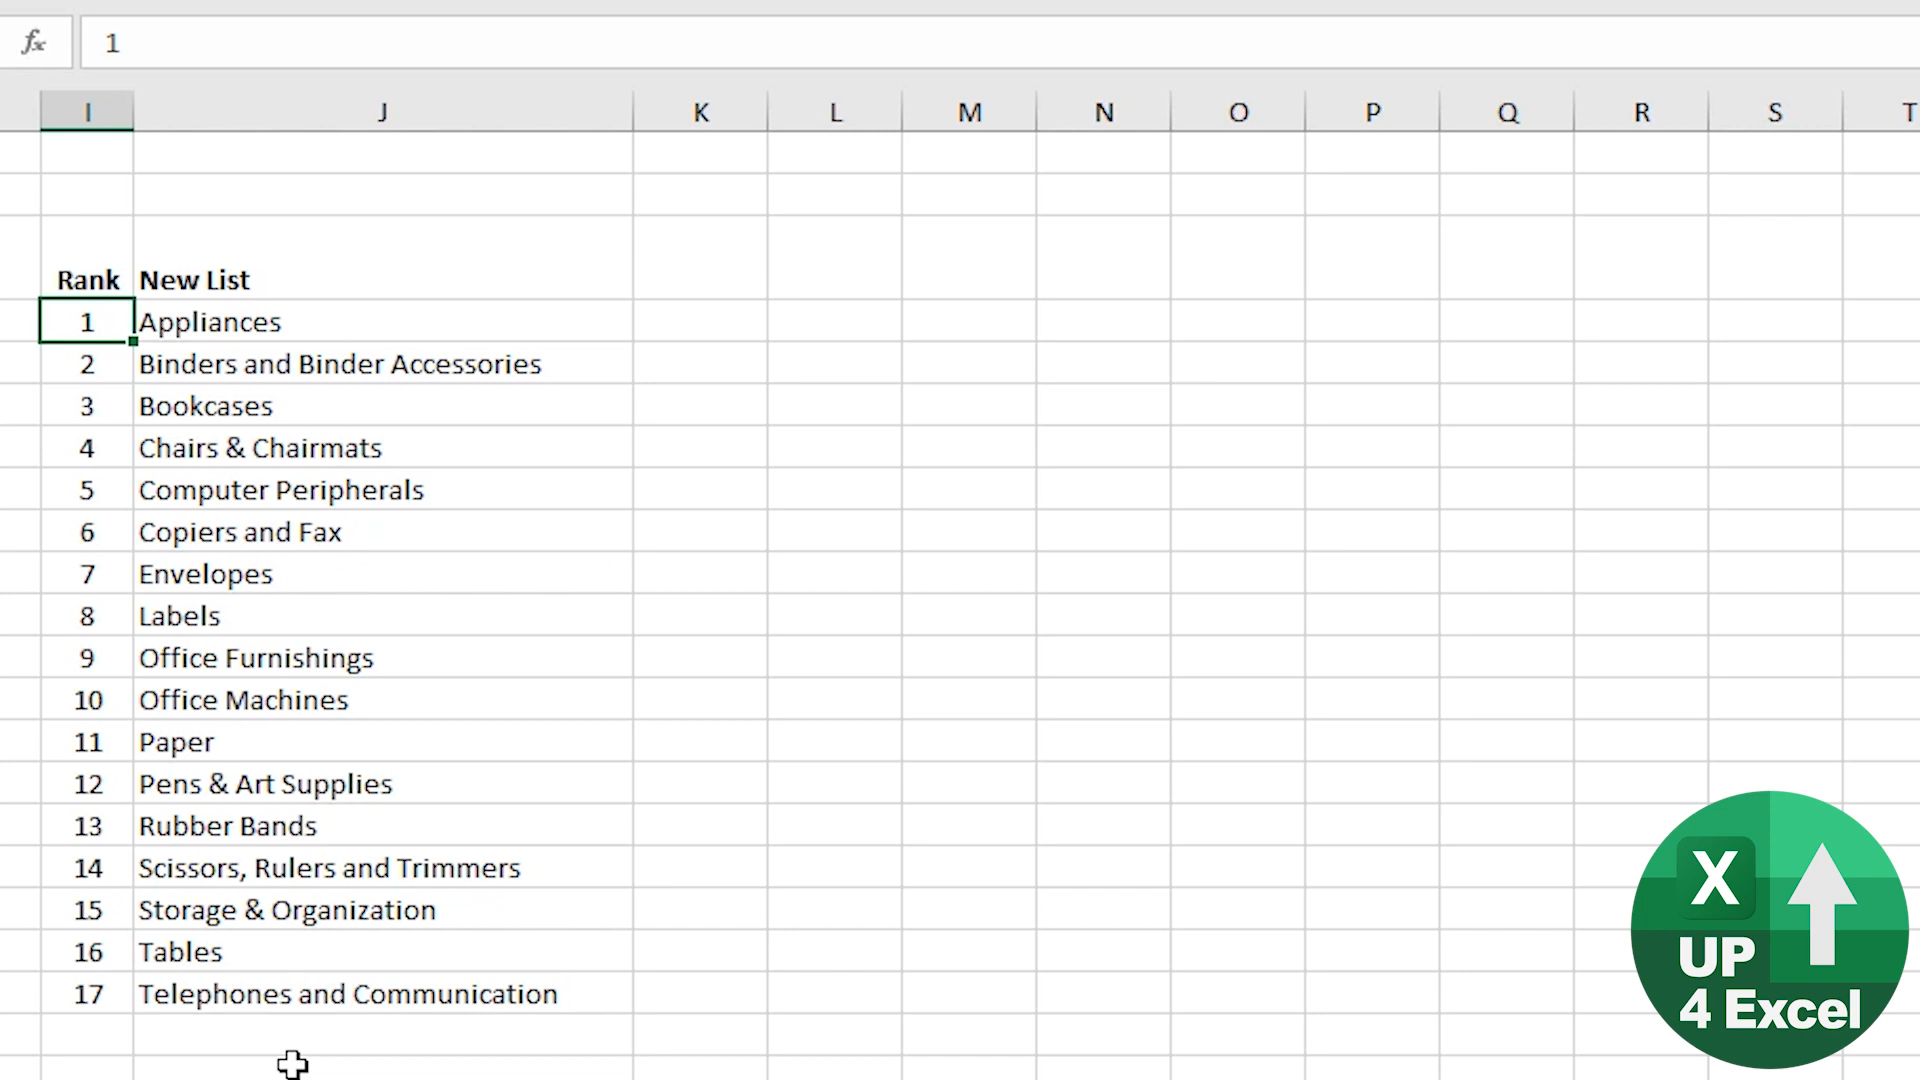 fx 1
I J K L M N O P Q R S T
Rank New List
1 Appliances
2 Binders and Binder Accessories
3 Bookcases
4 Chairs & Chairmats
5 Computer Peripherals
6 Copiers and Fax
7 Envelopes
8 Labels
9 Office Furnishings
10 Office Machines
11 Paper
12 Pens & Art Supplies
13 Rubber Bands
14 Scissors, Rulers and Trimmers
15 Storage & Organization
16 Tables
17 Telephones and Communication
X
UP
4 Excel